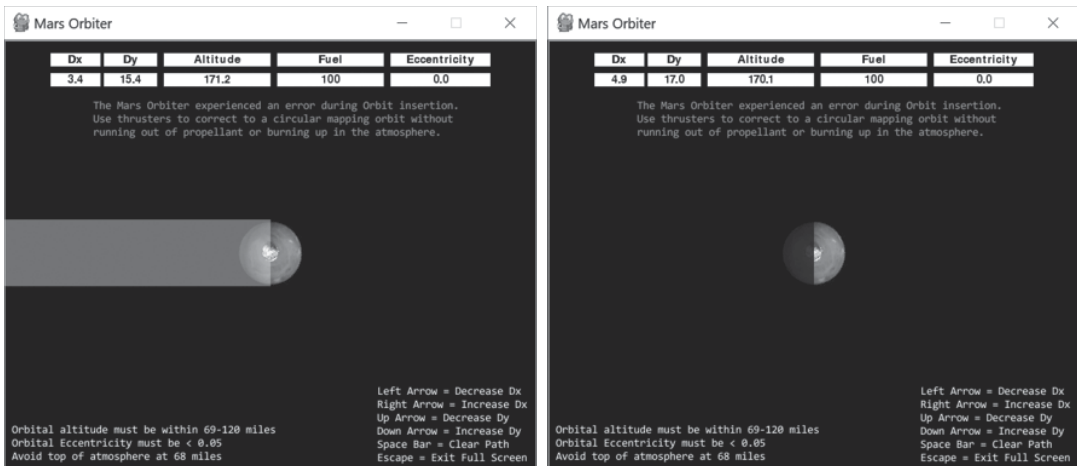 Mars Orbiter
Dx Dy Altitude Fuel Eccentricity
3.4 15.4 171.2 100 0.0
The Mars Orbiter experienced an error during Orbit insertion.
Use thrusters to correct to a circular mapping orbit without
running out of propellant or burning up in the atmosphere.
Left Arrow = Decrease Dx
Right Arrow = Increase Dx
Up Arrow = Decrease Dy
Down Arrow = Increase Dy
Space Bar = Clear Path
Escape = Exit Full Screen
Orbital altitude must be within 69-120 miles
Orbital Eccentricity must be < 0.05
Avoid top of atmosphere at 68 miles
Mars Orbiter
Dx Dy Altitude Fuel Eccentricity
4.9 17.0 170.1 100 0.0
The Mars Orbiter experienced an error during Orbit insertion.
Use thrusters to correct to a circular mapping orbit without
running out of propellant or burning up in the atmosphere.
Left Arrow = Decrease Dx
Right Arrow = Increase Dx
Up Arrow = Decrease Dy
Down Arrow = Increase Dy
Space Bar = Clear Path
Escape = Exit Full Screen
Orbital altitude must be within 69-120 miles
Orbital Eccentricity must be < 0.05
Avoid top of atmosphere at 68 miles